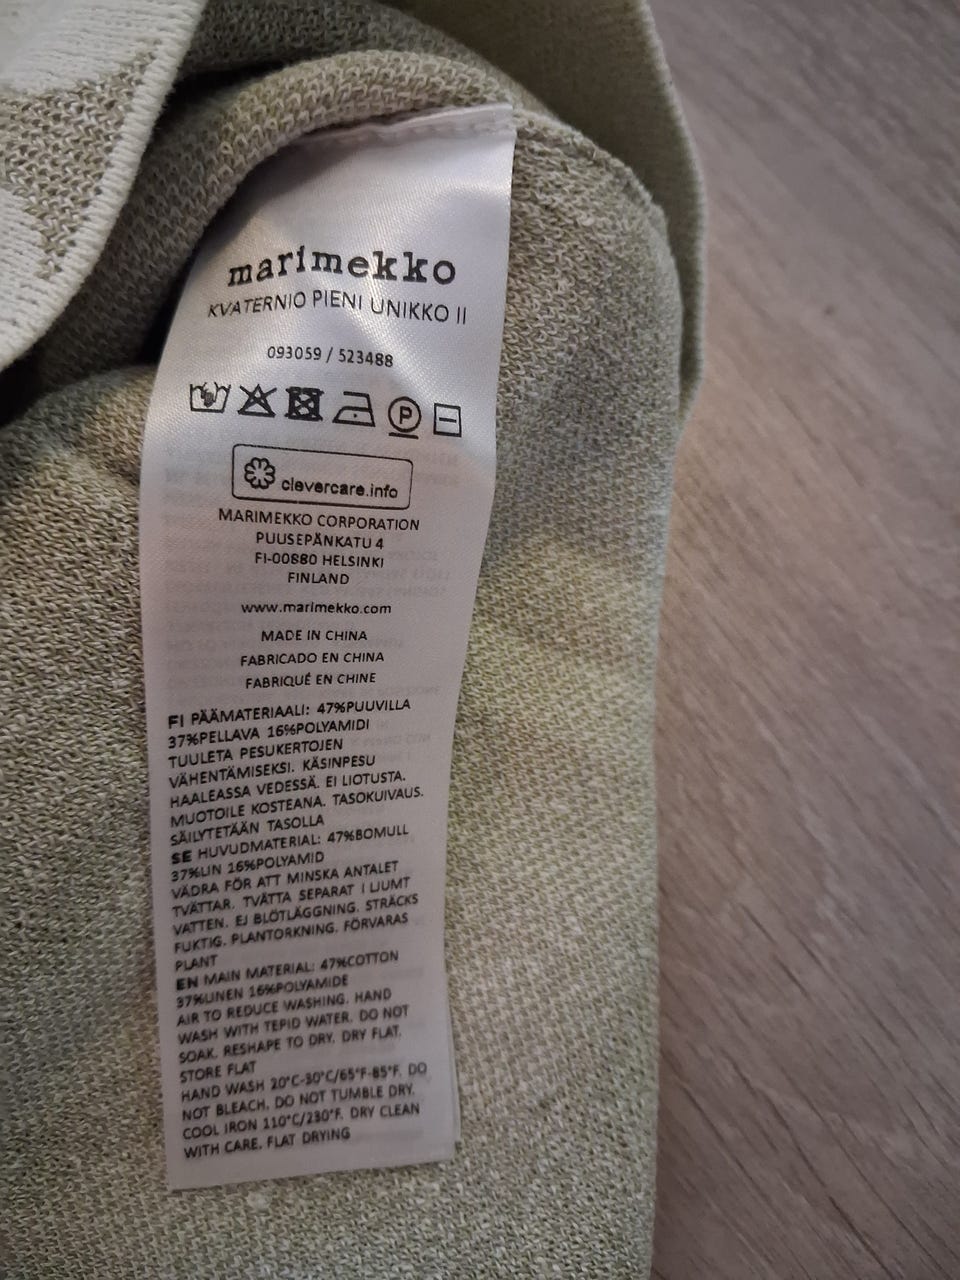 marimekko
KVATERNIO PIENI UNIKKO II
093059 / 523488
P
clevercare.info
MARIMEKKO CORPORATION
PUUSEPÄNKATU 4
FI-00880 HELSINKI
FINLAND
www.marimekko.com
MADE IN CHINA
FABRICADO EN CHINA
FABRIQUÉ EN CHINE
FI PÄÄMATERIAALI: 47%PUUVILLA
37%PELLAVA 16%POLYAMIDI
TUULETA PESUKERTOJEN
VÄHENTÄMISEKSI. KÄSINPESU
HAALEASSA VEDESSÄ. EI LIOTUSTA.
MUOTOILE KOSTEANA. TASOKUIVAUS.
SÄILYTETÄÄN TASOLLA
SE HUVUDMATERIAL: 47%BOMULL
37%LIN 16%POLYAMID
VÄDRA FÖR ATT MINSKA ANTALET
TVÄTTAR. TVÄTTA SEPARAT I LJUMT
VATTEN. EJ BLÖTLÄGGNING. STRÄCKS
FUKTIG. PLANTORKNING. FÖRVARAS
PLANT
EN MAIN MATERIAL: 47%COTTON
37%LINEN 16%POLYAMIDE
AIR TO REDUCE WASHING. HAND
WASH WITH TEPID WATER. DO NOT
SOAK. RESHAPE TO DRY. DRY FLAT.
STORE FLAT
HAND WASH 20°C-30°C/65°F-85°F. DO
NOT BLEACH. DO NOT TUMBLE DRY.
COOL IRON 110°C/230°F. DRY CLEAN
WITH CARE. FLAT DRYING